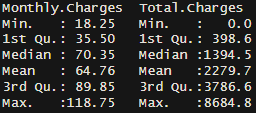 Monthly.Charges  Total.Charges
Min.   : 18.25   Min.   :   0.0
1st Qu.: 35.50   1st Qu.: 398.6
Median : 70.35   Median :1394.5
Mean   : 64.76   Mean   :2279.7
3rd Qu.: 89.85   3rd Qu.:3786.6
Max.   :118.75   Max.   :8684.8